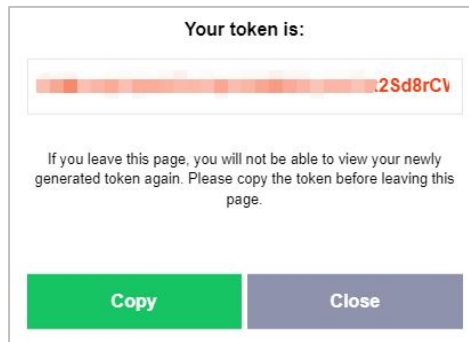 Your token is:
If you leave this page, you will not be able to view your newly
generated token again. Please copy the token before leaving this
page.
Copy Close